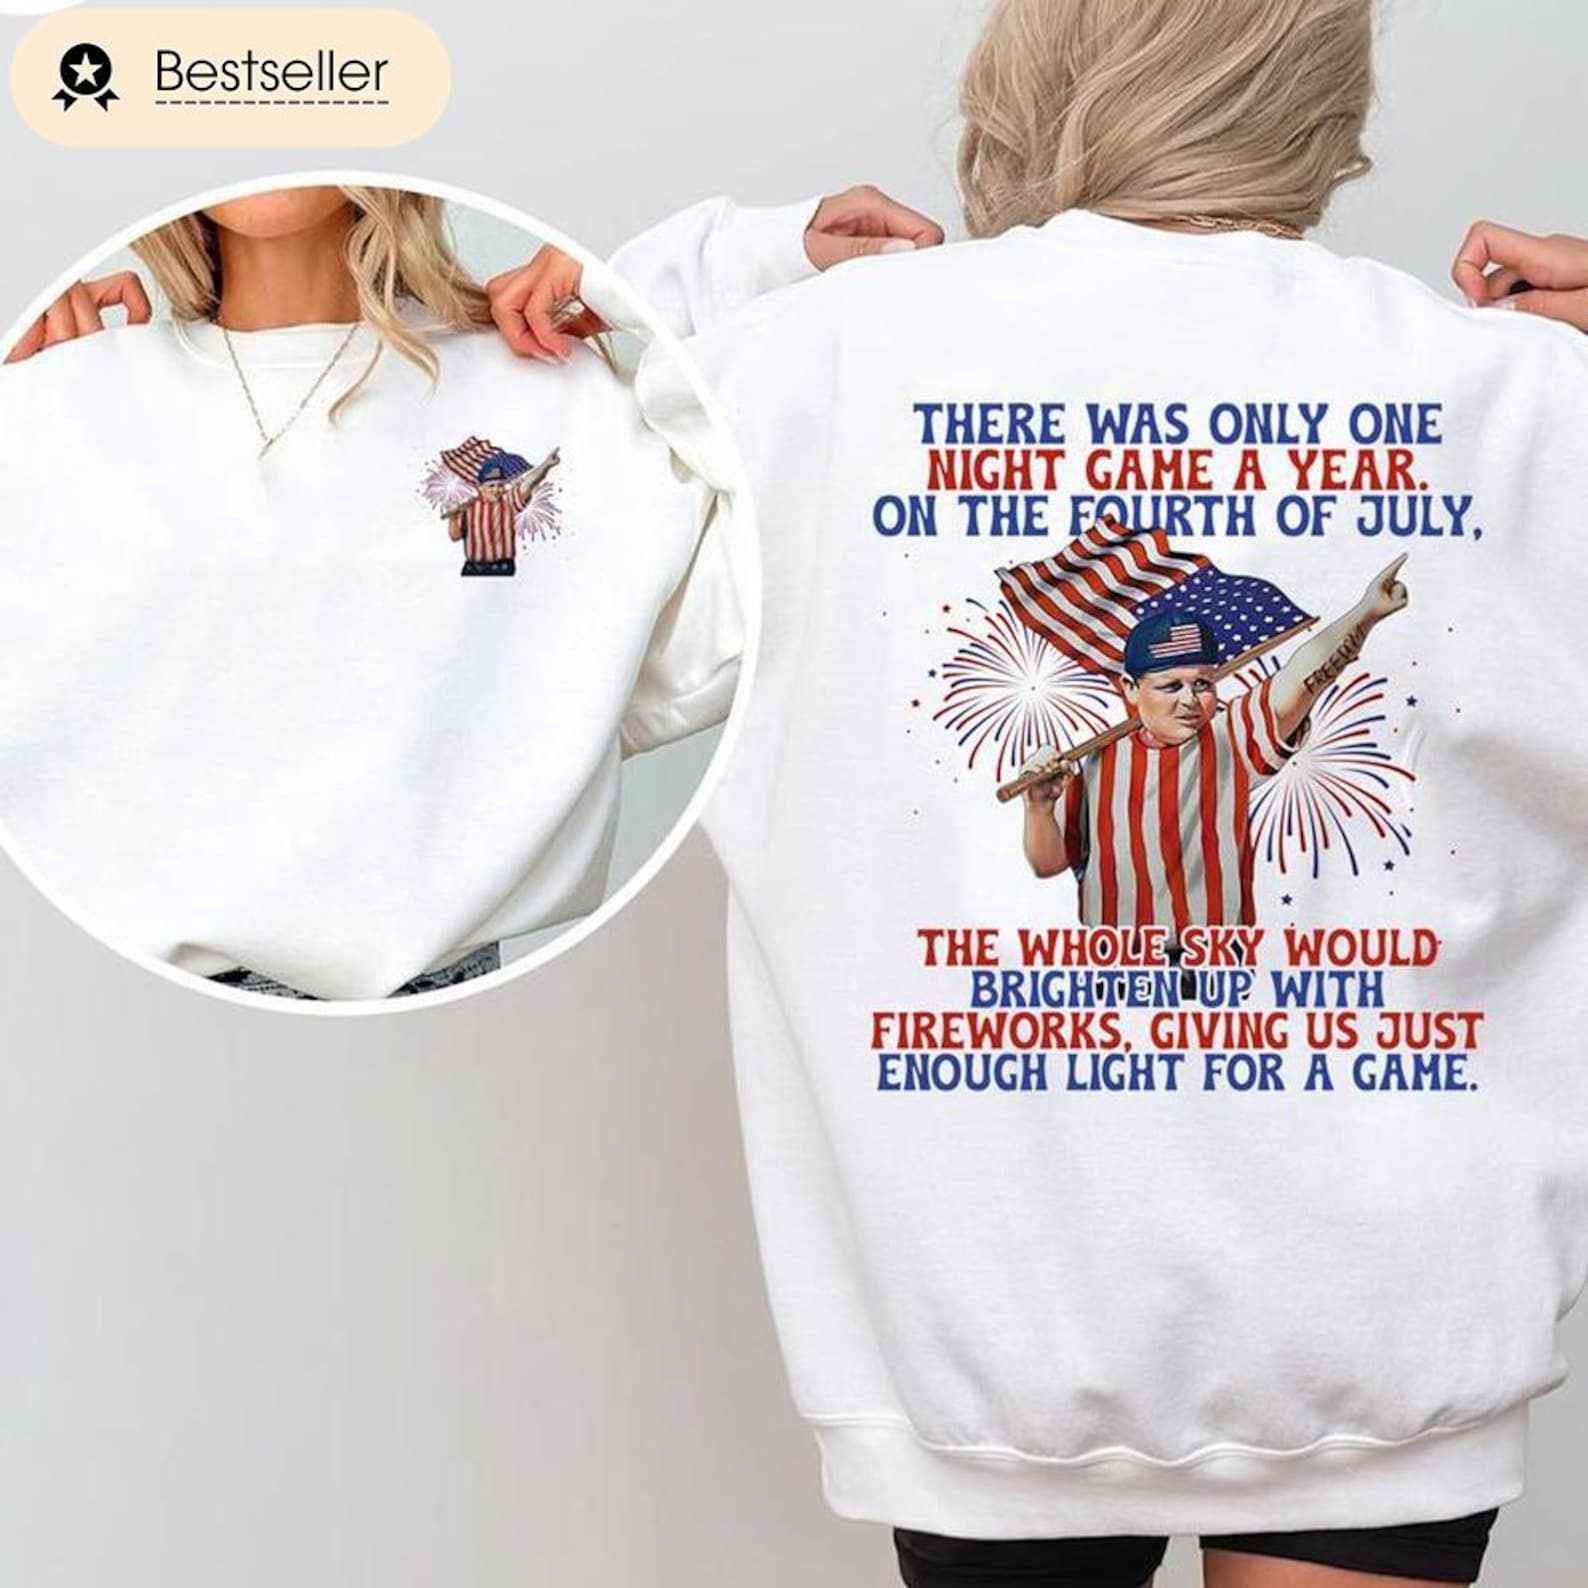 Bestseller
THERE WAS ONLY ONE
NIGHT GAME A YEAR.
ON THE FOURTH OF JULY,
FREEDOM
THE WHOLE SKY WOULD
BRIGHTEN UP WITH
FIREWORKS, GIVING US JUST
ENOUGH LIGHT FOR A GAME.